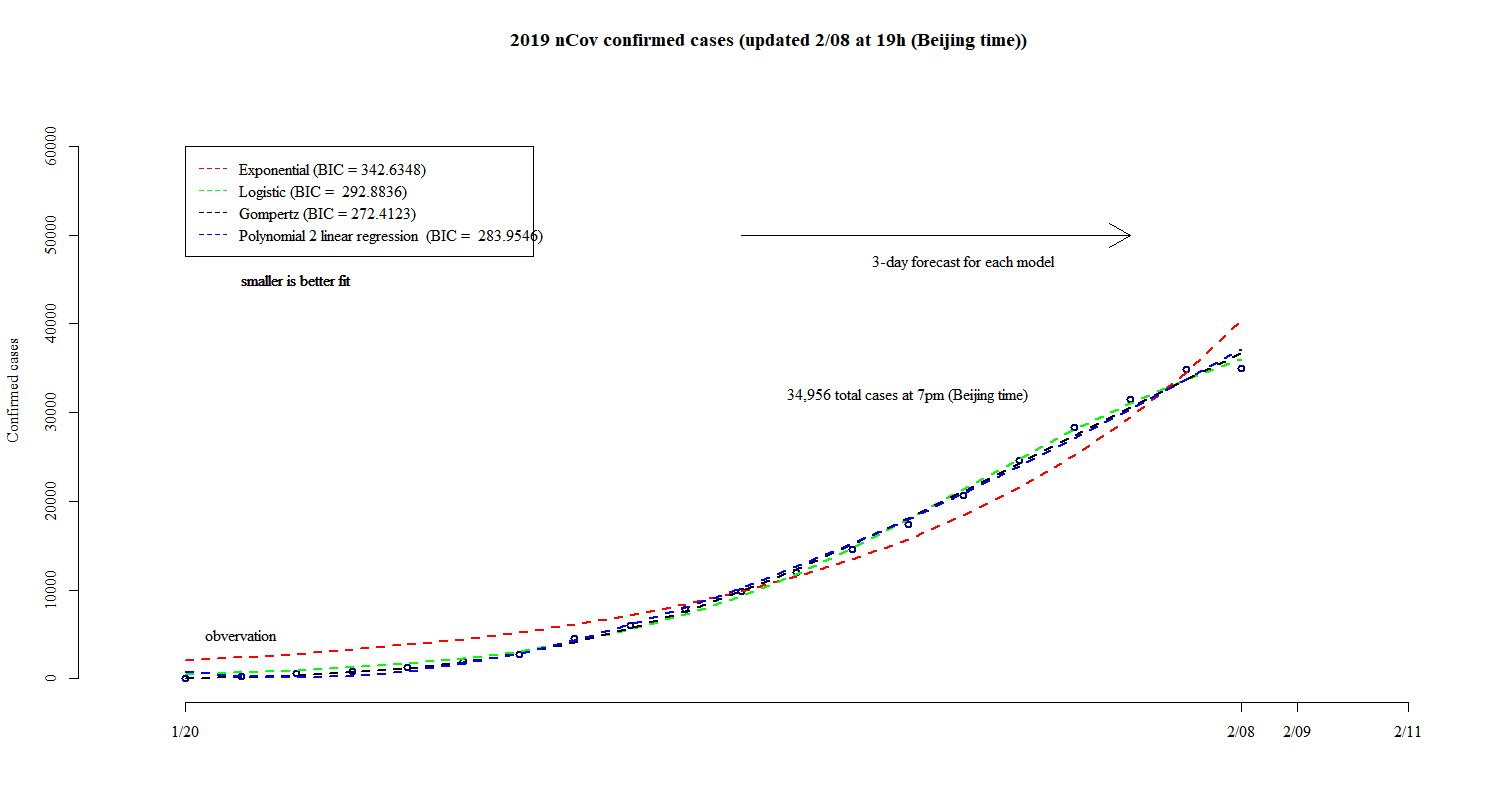 2019 nCov confirmed cases (updated 2/08 at 19h (Beijing time))
Confirmed cases
60000
50000
40000
30000
20000
10000
0
Exponential (BIC = 342.6348)
Logistic (BIC =  292.8836)
Gompertz (BIC = 272.4123)
Polynomial 2 linear regression  (BIC =  283.9546)
smaller is better fit
3-day forecast for each model
34,956 total cases at 7pm (Beijing time)
obvervation
1/20
2/08
2/09
2/11